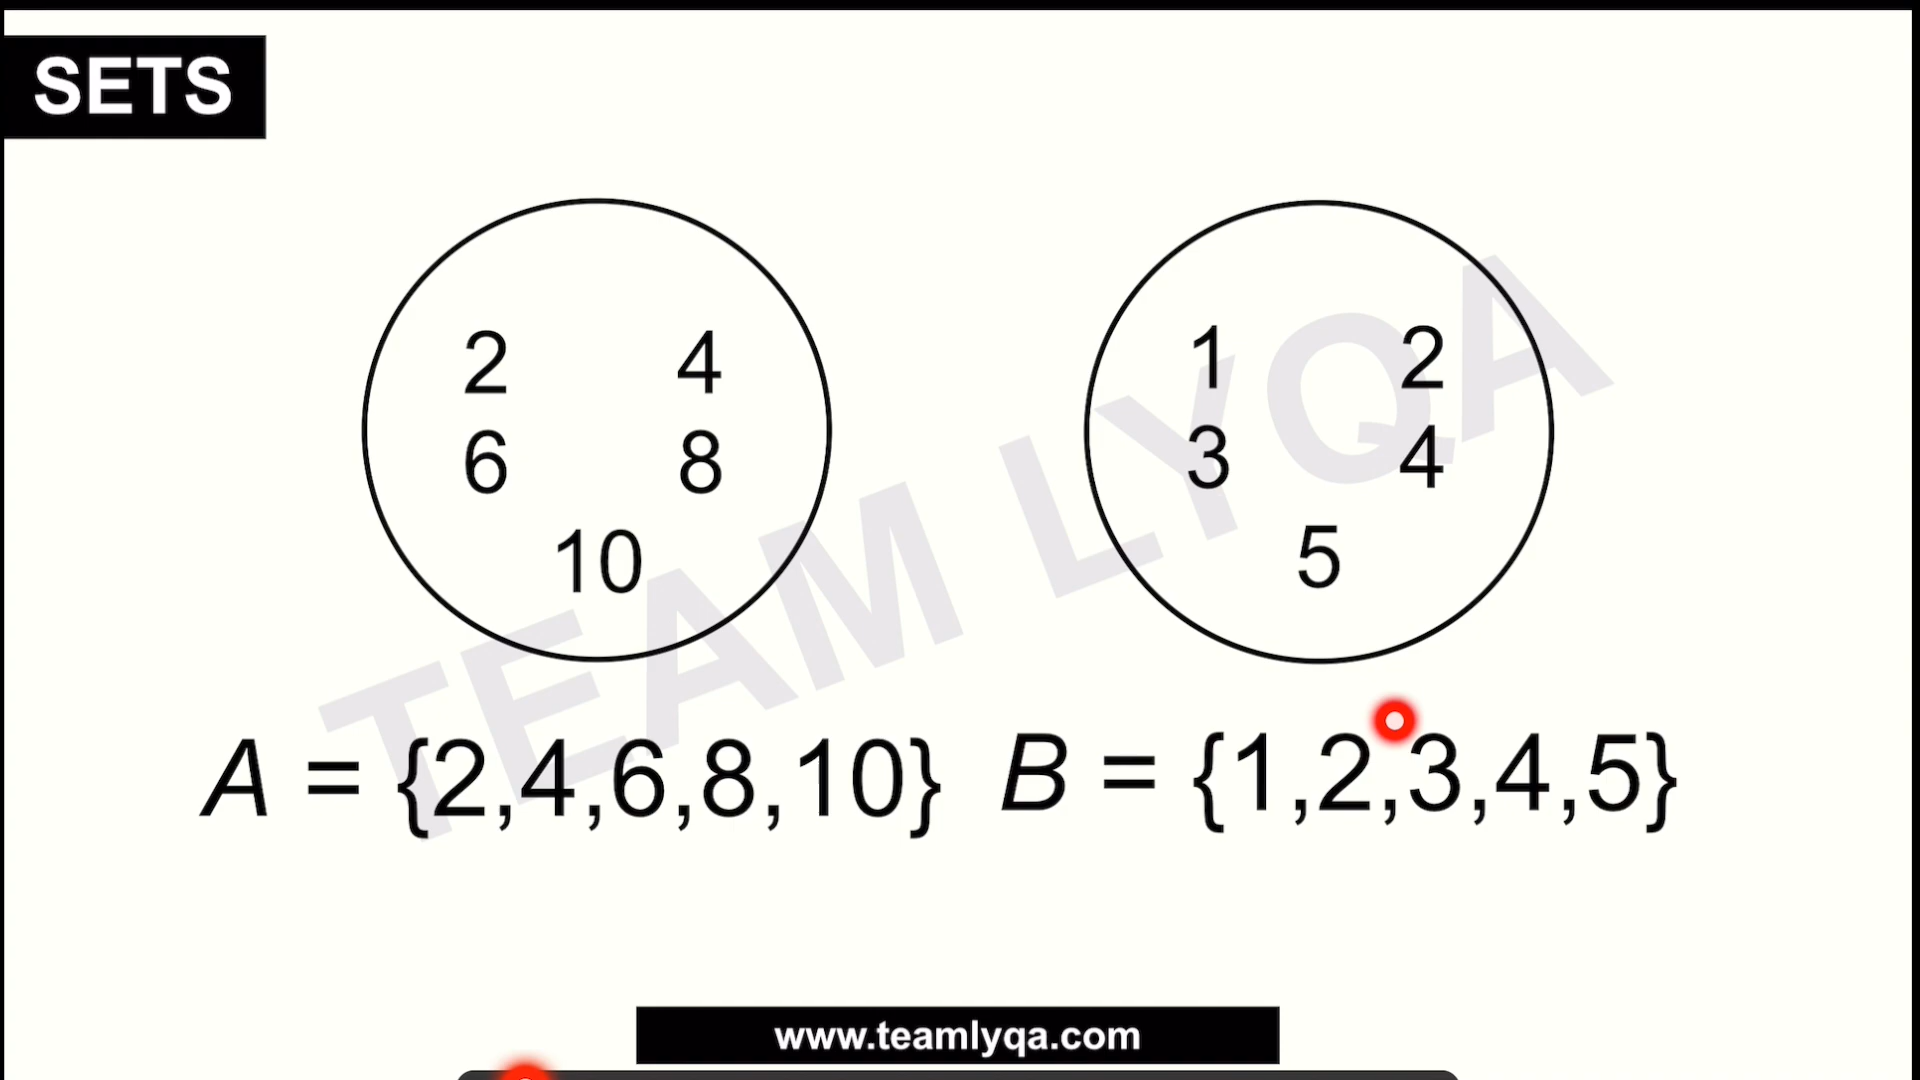 SETS
2 4
6 8
10
1 2
3 4
5
TEAM LYQA
A = {2,4,6,8,10} B = {1,2,3,4,5}
www.teamlyqa.com